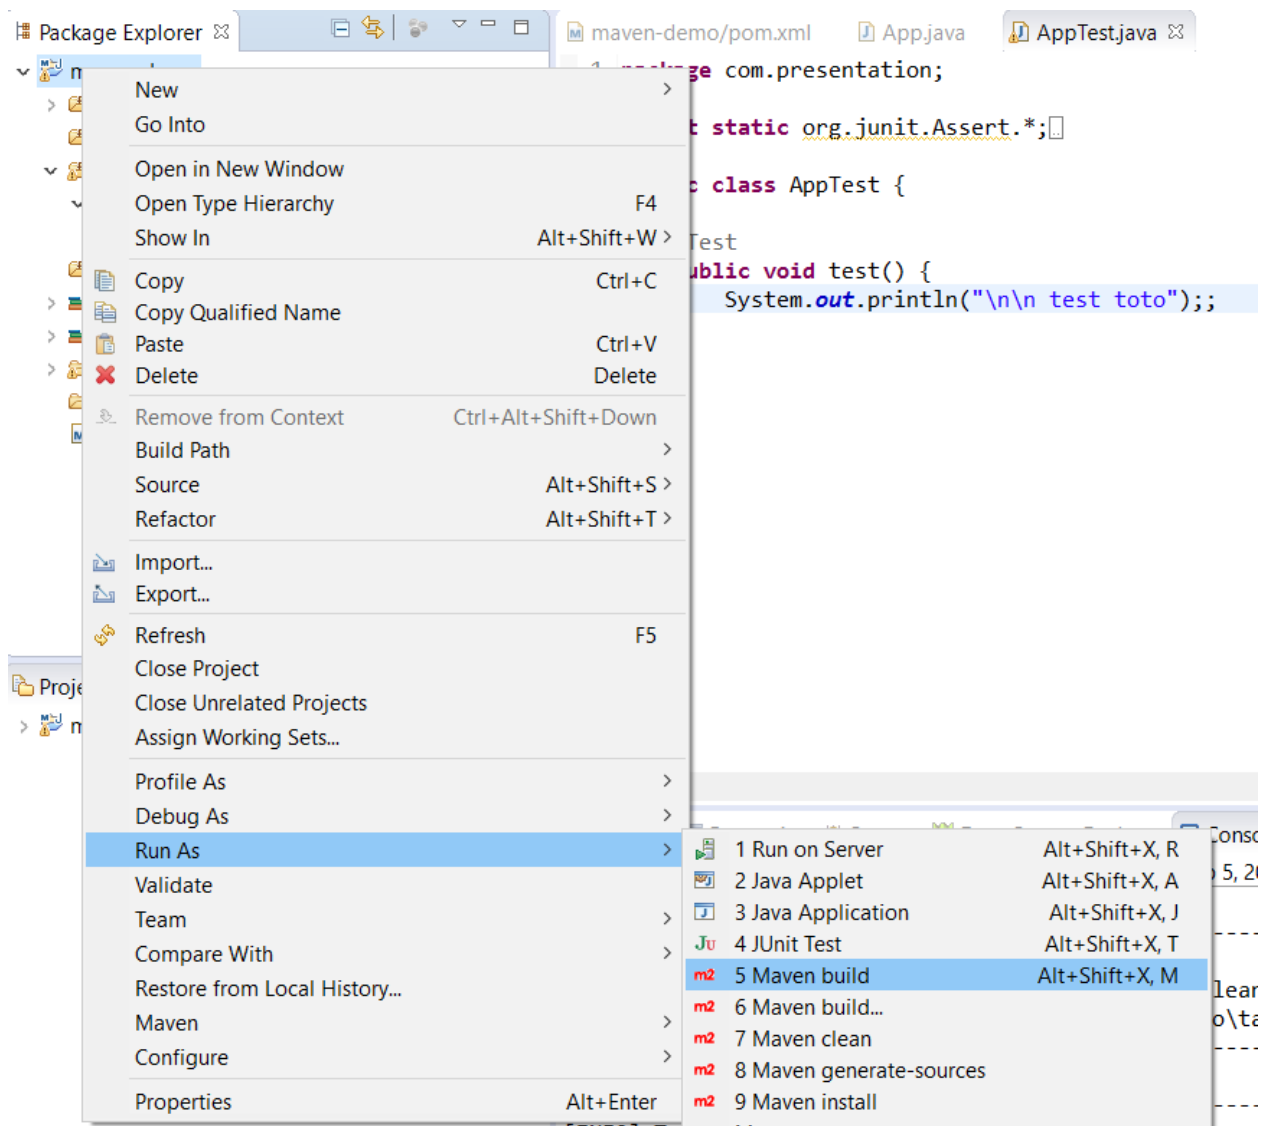 Package Explorer
maven-demo/pom.xml
App.java
AppTest.java
1
package com.presentation;
static org.junit.Assert.*;
class AppTest {
Test
public void test() {
System.out.println("\n\n test toto");;
New
Go Into
Open in New Window
Open Type Hierarchy F4
Show In Alt+Shift+W >
Copy Ctrl+C
Copy Qualified Name
Paste Ctrl+V
Delete Delete
Remove from Context Ctrl+Alt+Shift+Down
Build Path >
Source Alt+Shift+S >
Refactor Alt+Shift+T >
Import...
Export...
Refresh F5
Close Project
Close Unrelated Projects
Assign Working Sets...
Profile As >
Debug As >
Run As >
Validate
Team >
Compare With >
Restore from Local History...
Maven >
Configure >
Properties Alt+Enter
1 Run on Server Alt+Shift+X, R
2 Java Applet Alt+Shift+X, A
3 Java Application Alt+Shift+X, J
4 JUnit Test Alt+Shift+X, T
5 Maven build Alt+Shift+X, M
6 Maven build...
7 Maven clean
8 Maven generate-sources
9 Maven install